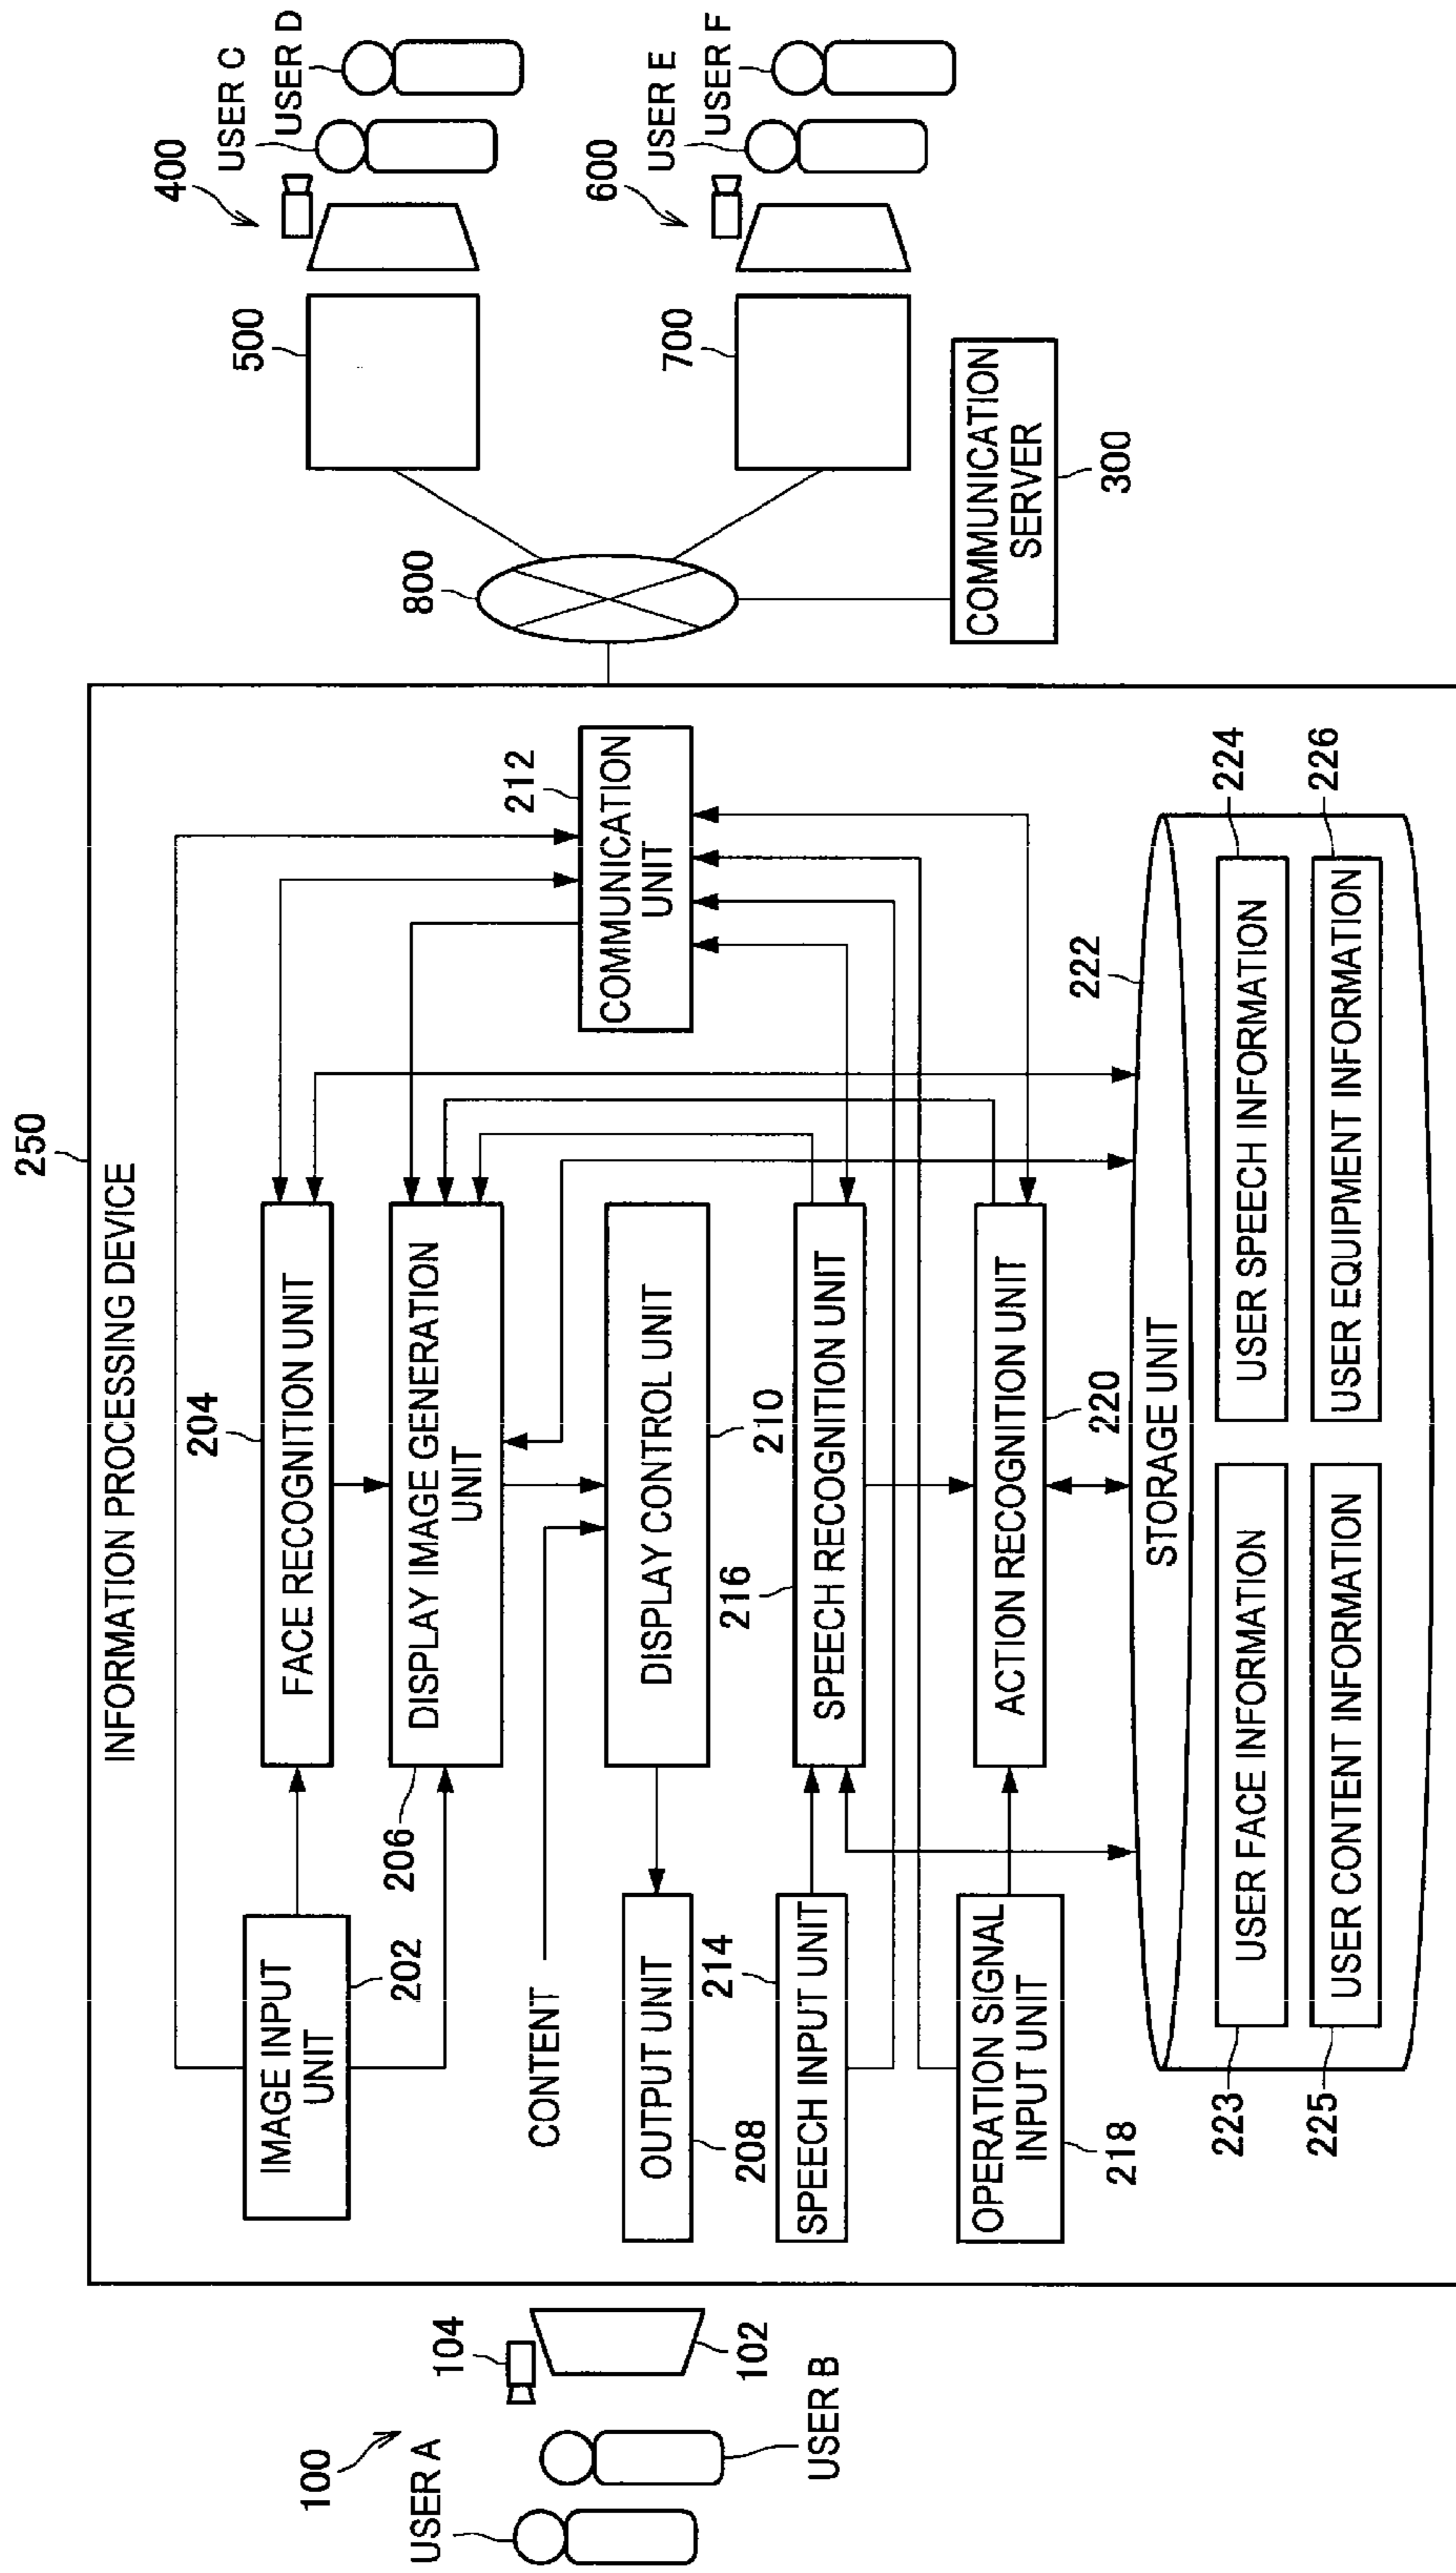 250
INFORMATION PROCESSING DEVICE
100
USER A
USER B
104
102
IMAGE INPUT
UNIT
202
204
FACE RECOGNITION UNIT
206
DISPLAY IMAGE GENERATION
UNIT
CONTENT
DISPLAY CONTROL UNIT
210
OUTPUT UNIT
208
212
COMMUNICATION
UNIT
214
SPEECH INPUT UNIT
216
SPEECH RECOGNITION UNIT
OPERATION SIGNAL
INPUT UNIT
218
ACTION RECOGNITION UNIT
220
222
STORAGE UNIT
223
USER FACE INFORMATION
USER SPEECH INFORMATION
224
225
USER CONTENT INFORMATION
USER EQUIPMENT INFORMATION
226
800
COMMUNICATION
SERVER
300
400
500
USER C
USER D
600
700
USER E
USER F